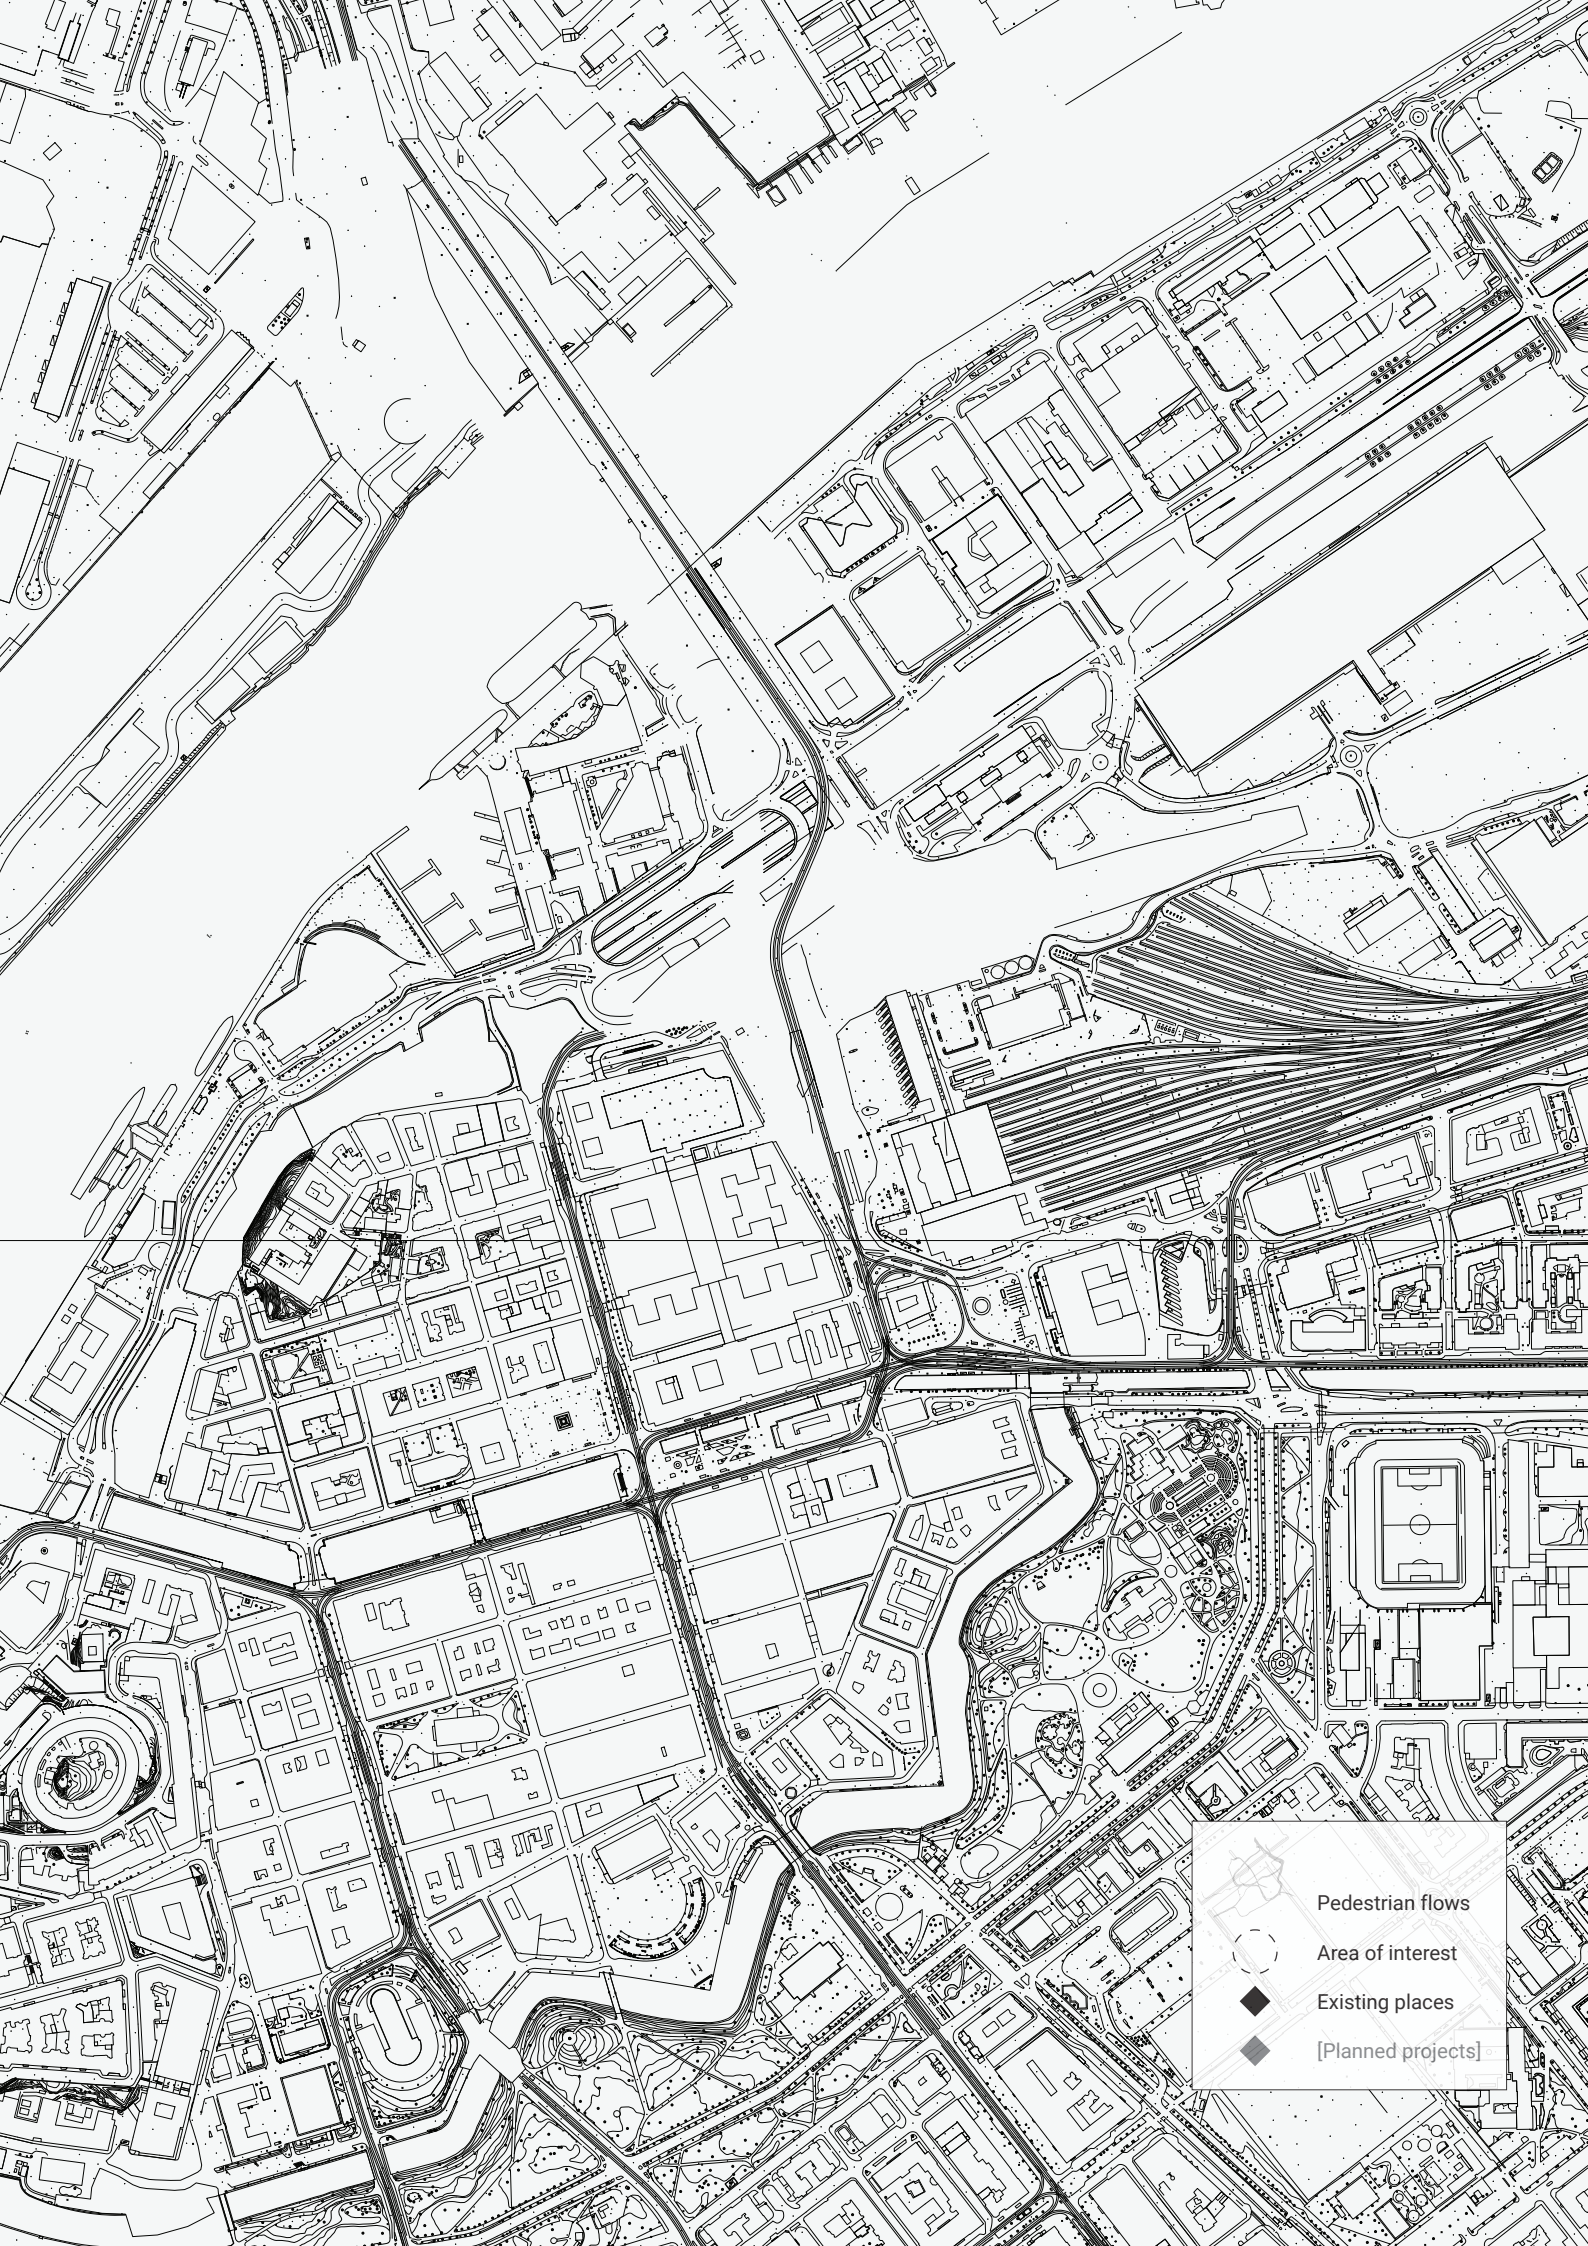 Pedestrian flows
Area of interest
Existing places
[Planned projects]